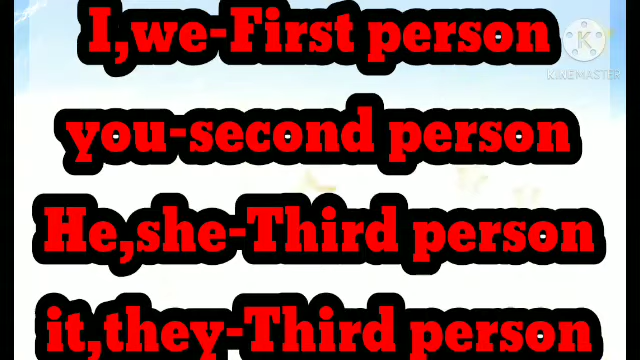 I,we-First person
K
KINEMASTER
you-second person
He,she-Third person
it,they-Third person